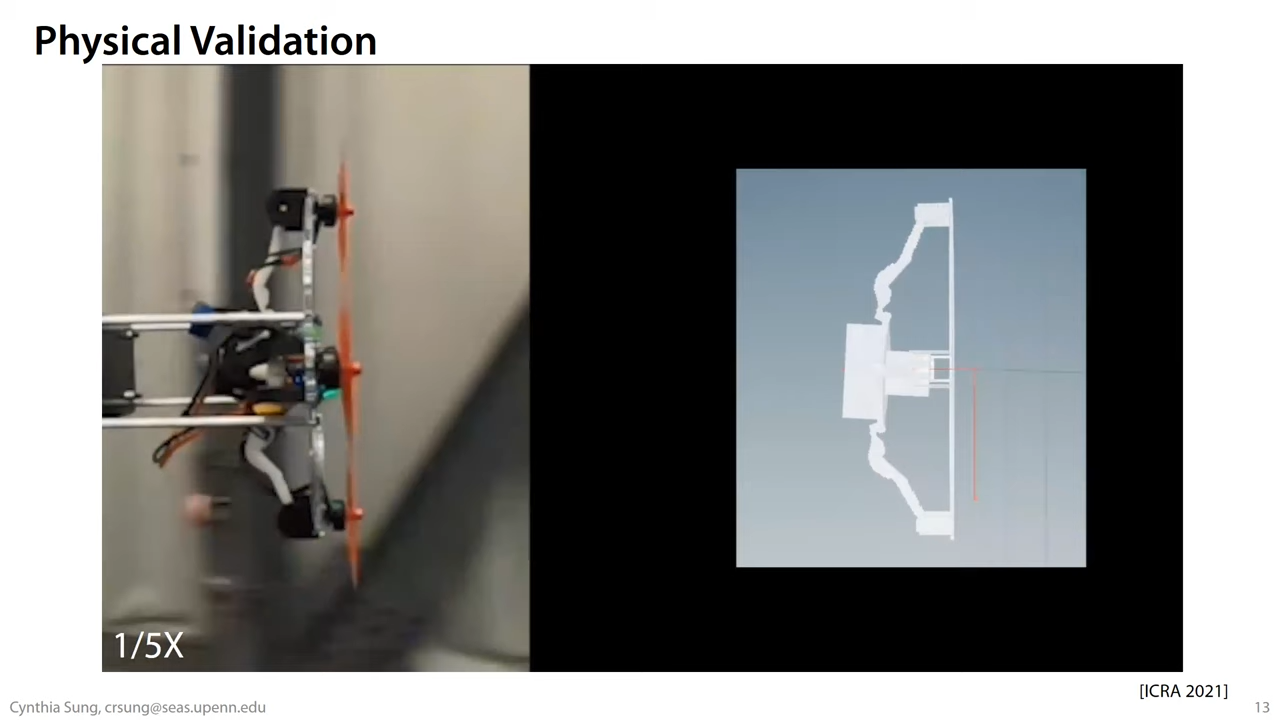 Physical Validation
1/5X
[ICRA 2021]
Cynthia Sung, crsung@seas.upenn.edu
13